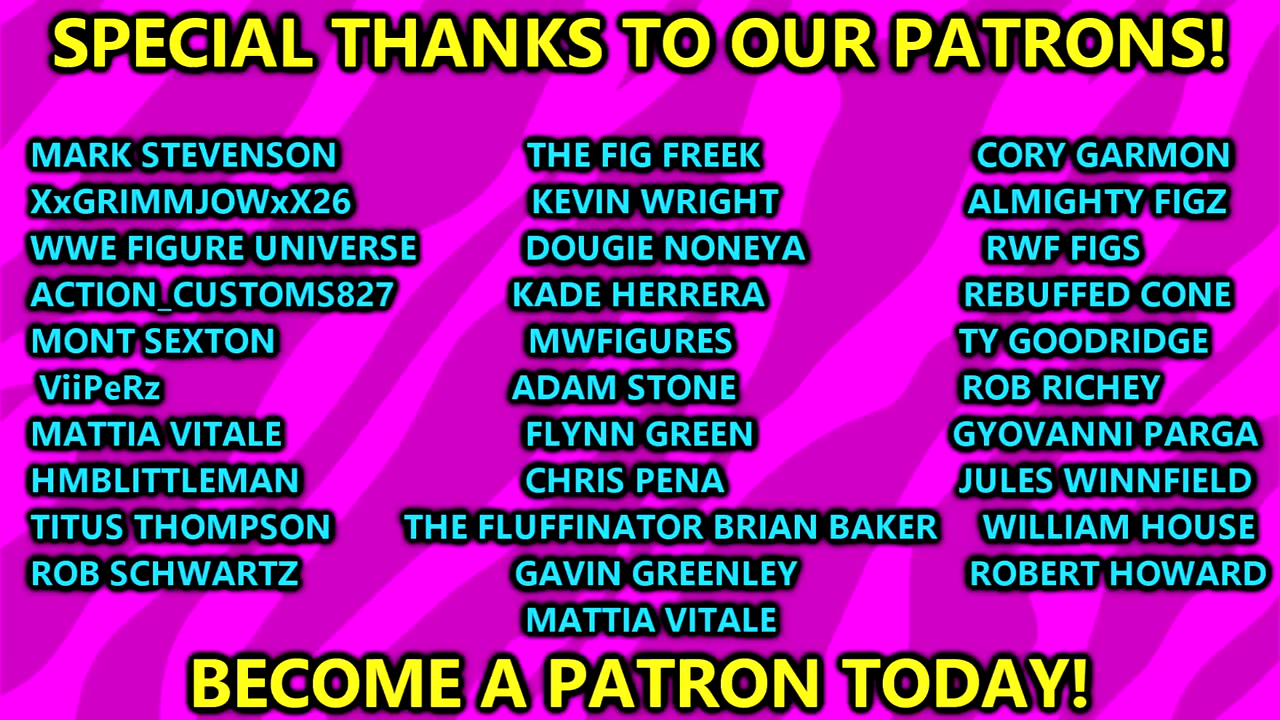 SPECIAL THANKS TO OUR PATRONS!
MARK STEVENSON
XxGRIMMJOWxX26
WWE FIGURE UNIVERSE
ACTION_CUSTOMS827
MONT SEXTON
ViiPeRz
MATTIA VITALE
HMBLITTLEMAN
TITUS THOMPSON
ROB SCHWARTZ
THE FIG FREEK
KEVIN WRIGHT
DOUGIE NONEYA
KADE HERRERA
MWFIGURES
ADAM STONE
FLYNN GREEN
CHRIS PENA
THE FLUFFINATOR BRIAN BAKER
GAVIN GREENLEY
MATTIA VITALE
CORY GARMON
ALMIGHTY FIGZ
RWF FIGS
REBUFFED CONE
TY GOODRIDGE
ROB RICHEY
GYOVANNI PARGA
JULES WINNFIELD
WILLIAM HOUSE
ROBERT HOWARD
BECOME A PATRON TODAY!